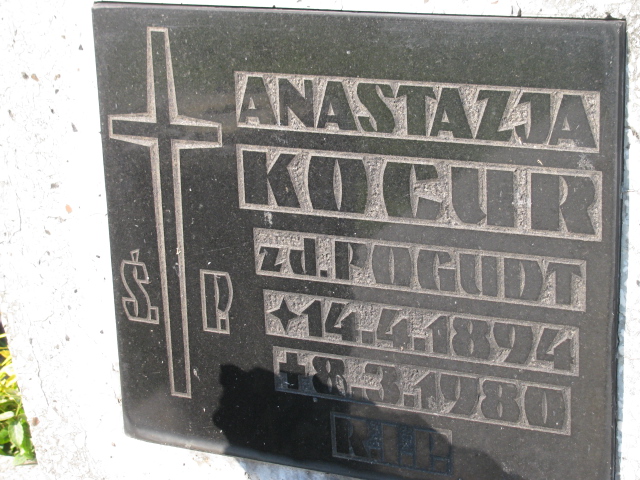 ANASTAZJA
KOCUR
zd. ROGUDT
Ś. P.
14.4.1894
8.3.1980